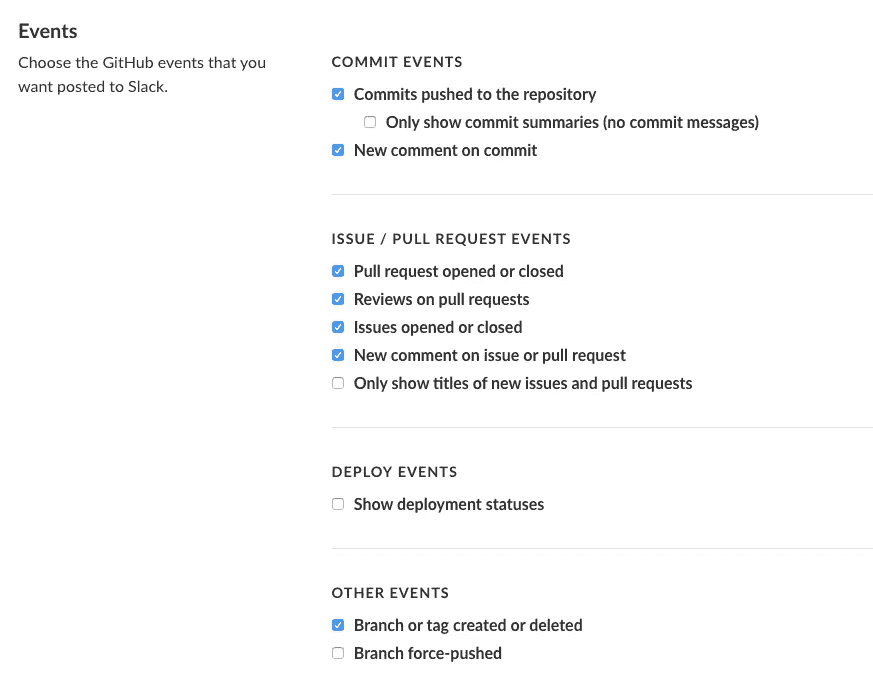 Events
Choose the GitHub events that you
want posted to Slack.
COMMIT EVENTS
Commits pushed to the repository
Only show commit summaries (no commit messages)
New comment on commit
ISSUE / PULL REQUEST EVENTS
Pull request opened or closed
Reviews on pull requests
Issues opened or closed
New comment on issue or pull request
Only show titles of new issues and pull requests
DEPLOY EVENTS
Show deployment statuses
OTHER EVENTS
Branch or tag created or deleted
Branch force-pushed